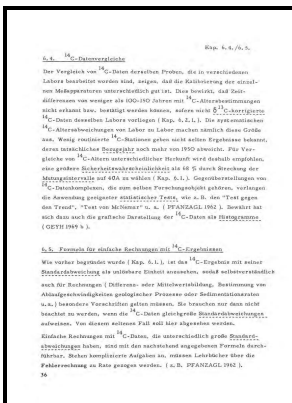 Kap. 6.4./6.5.
6.4. ¹⁴C-Datenvergleiche
Der Vergleich von ¹⁴C-Daten derselben Proben, die in verschiedenen
Labors bearbeitet worden sind, zeigen, daß die Kalibrierung der einzel-
nen Meßapparaturen unterschiedlich gut ist. Dies bewirkt, daß Zeit-
differenzen von weniger als 100-150 Jahren mit ¹⁴C-Altersbestimmungen
nicht erkannt bzw. bestätigt werden können, sofern nicht δ ¹³C-korrigierte
¹⁴C-Daten desselben Labors vorliegen ( Kap. 6.2.1.). Die systematischen
¹⁴C-Altersabweichungen von Labor zu Labor machen nämlich diese Größe
aus. Wenig routinierte ¹⁴C-Stationen geben nicht selten Ergebnisse bekannt,
deren tatsächliches Bezugsjahr noch mehr von 1950 abweicht. Für Ver-
gleiche von ¹⁴C-Altern unterschiedlicher Herkunft wird deshalb empfohlen,
eine größere Sicherheitswahrscheinlichkeit als 68 % durch Streckung der
Mutungsintervalle auf zu wählen ( Kap. 6.3.). Gegenüberstellungen von
¹⁴C-Datenkomplexen, die zum selben Forschungsobjekt gehören, verlangen
die Anwendung geeigneter statistischer Tests, wie z. B. den "Test gegen
den Trend", "Test von McNemar" u. a. ( PFANZAGL 1962 ). Bewährt hat
sich dazu auch die grafische Darstellung der ¹⁴C-Daten als Histogramme
( GEYH 1969 b ).
6.5. Formeln für einfache Rechnungen mit ¹⁴C-Ergebnissen
Wie vorher begründet wurde ( Kap. 6.1.), ist das ¹⁴C-Ergebnis mit seiner
Standardabweichung als unlösbare Einheit anzusehen, sodaß selbstverständlich
auch für Rechnungen ( Differenz- oder Mittelwertsbildung, Bestimmung von
Ablaufgeschwindigkeiten geologischer Prozesse oder Sedimentationsraten
u. a.) besondere Vorschriften gelten müssen. Sie brauchen nur dann nicht
beachtet zu werden, wenn die ¹⁴C-Daten gleichgroße Standardabweichungen
aufweisen. Von diesem seltenen Fall soll hier abgesehen werden.
Einfache Rechnungen mit ¹⁴C-Daten, die unterschiedlich große Standard-
abweichungen haben, sind mit den nachstehend angegebenen Formeln durch-
führbar. Stehen komplizierte Aufgaben an, müssen Lehrbücher über die
Fehlerrechnung zu Rate gezogen werden. ( z. B. PFANZAGL 1962 ).
36